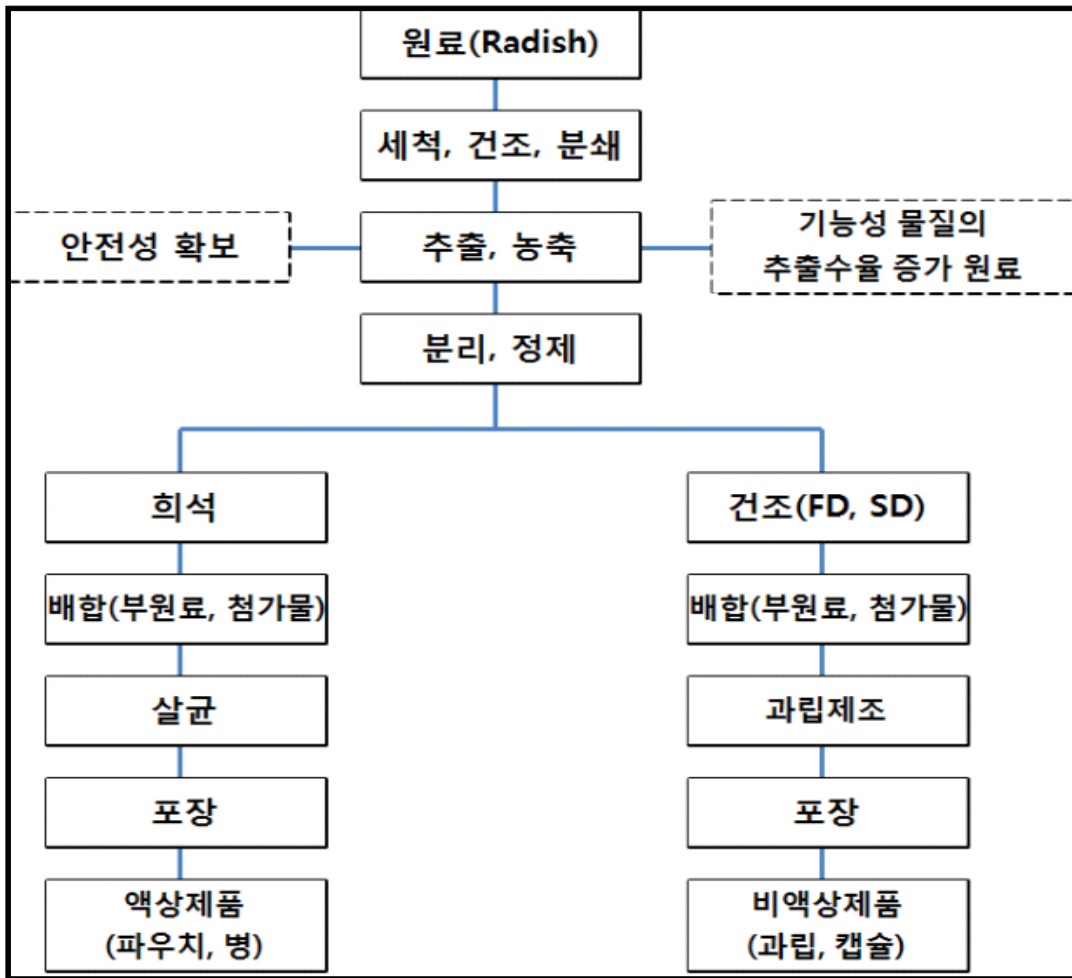 원료(Radish)
세척, 건조, 분쇄
안전성 확보
추출, 농축
기능성 물질의
추출수율 증가 원료
분리, 정제
희석
건조(FD, SD)
배합(부원료, 첨가물)
배합(부원료, 첨가물)
살균
과립제조
포장
포장
액상제품
(파우치, 병)
비액상제품
(과립, 캡슐)